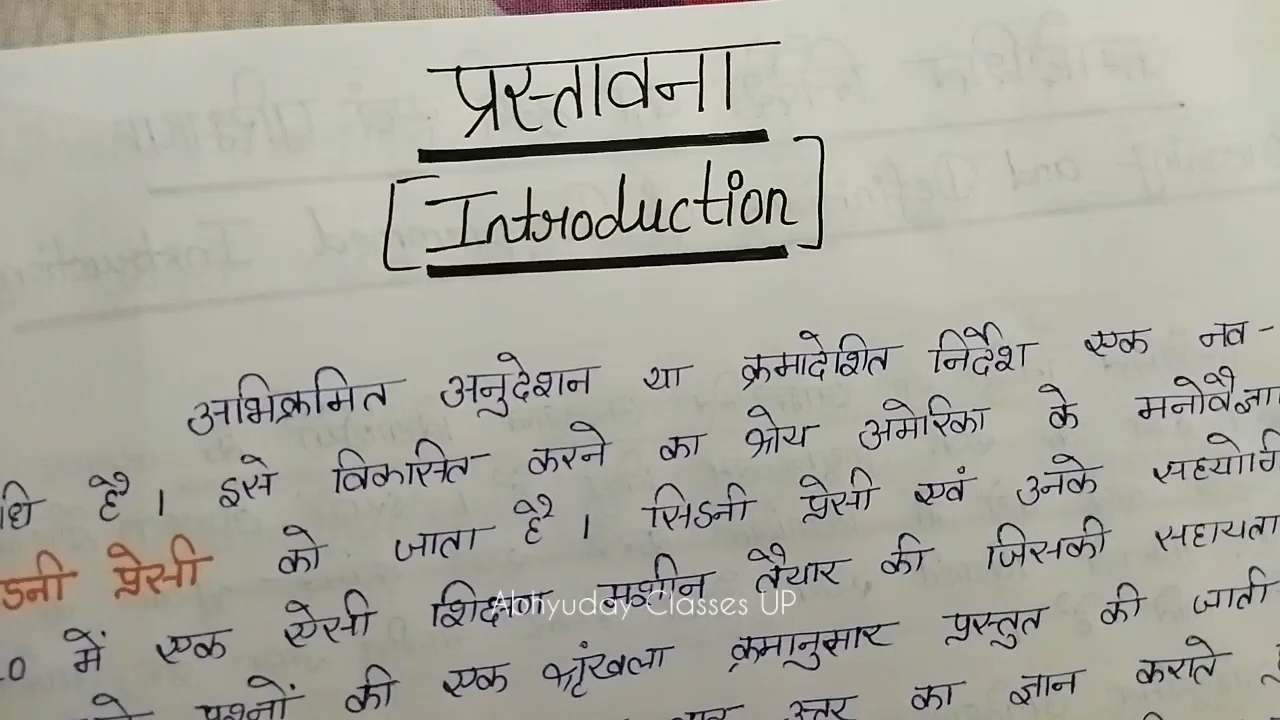 प्रस्तावना
[Introduction]
अभिक्रमित अनुदेशन या क्रमादेशित निर्देश एक नव-
है। इसे विकसित करने का श्रेय अमेरिका के मनोवैज्ञा
डनी प्रेसी को जाता है। सिडनी प्रेसी एवं उनके सहयोगि
में एक ऐसी शिक्षण मशीन तैयार की जिसकी सहायता
Abhyuday Classes UP
प्रश्नों की एक श्रृंखला क्रमानुसार प्रस्तुत की जाती
उत्तर का ज्ञान कराते